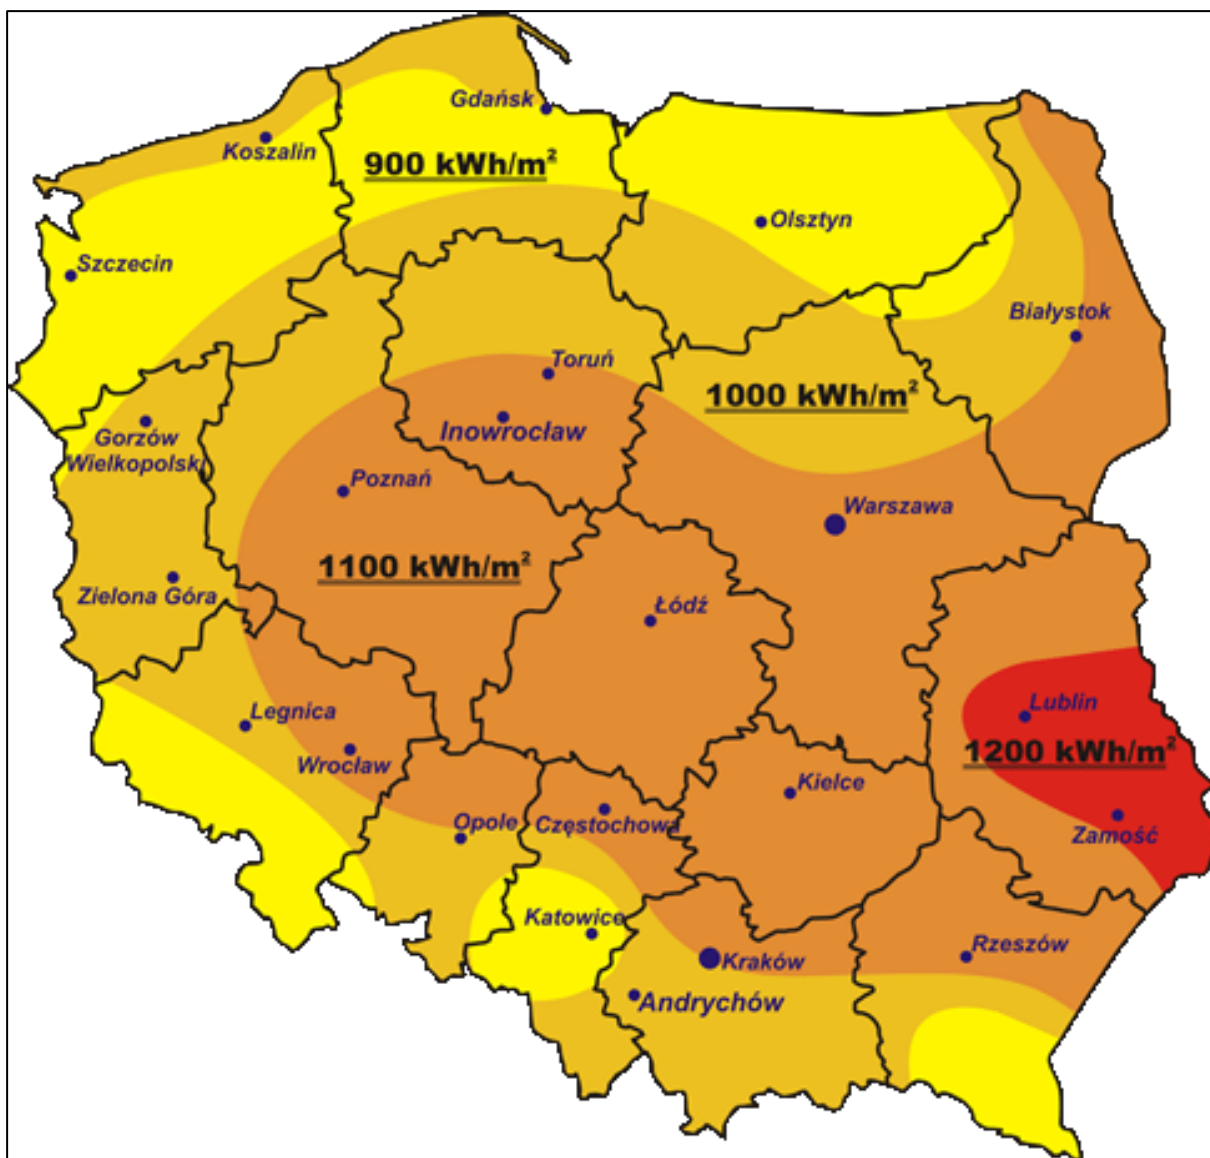 Gdańsk
Koszalin
900 kWh/m²
Olsztyn
Szczecin
Białystok
Toruń
1000 kWh/m²
Gorzów
Wielkopolski
Inowrocław
Poznań
Warszawa
1100 kWh/m²
Zielona Góra
Łódź
Legnica
Lublin
Wrocław
1200 kWh/m²
Kielce
Opole
Częstochowa
Zamość
Katowice
Kraków
Rzeszów
Andrychów